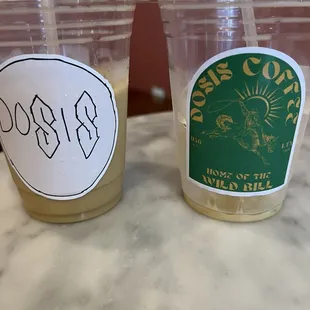 DOSIS
DOSIS COFFEE
HOME OF THE
WILD BILL